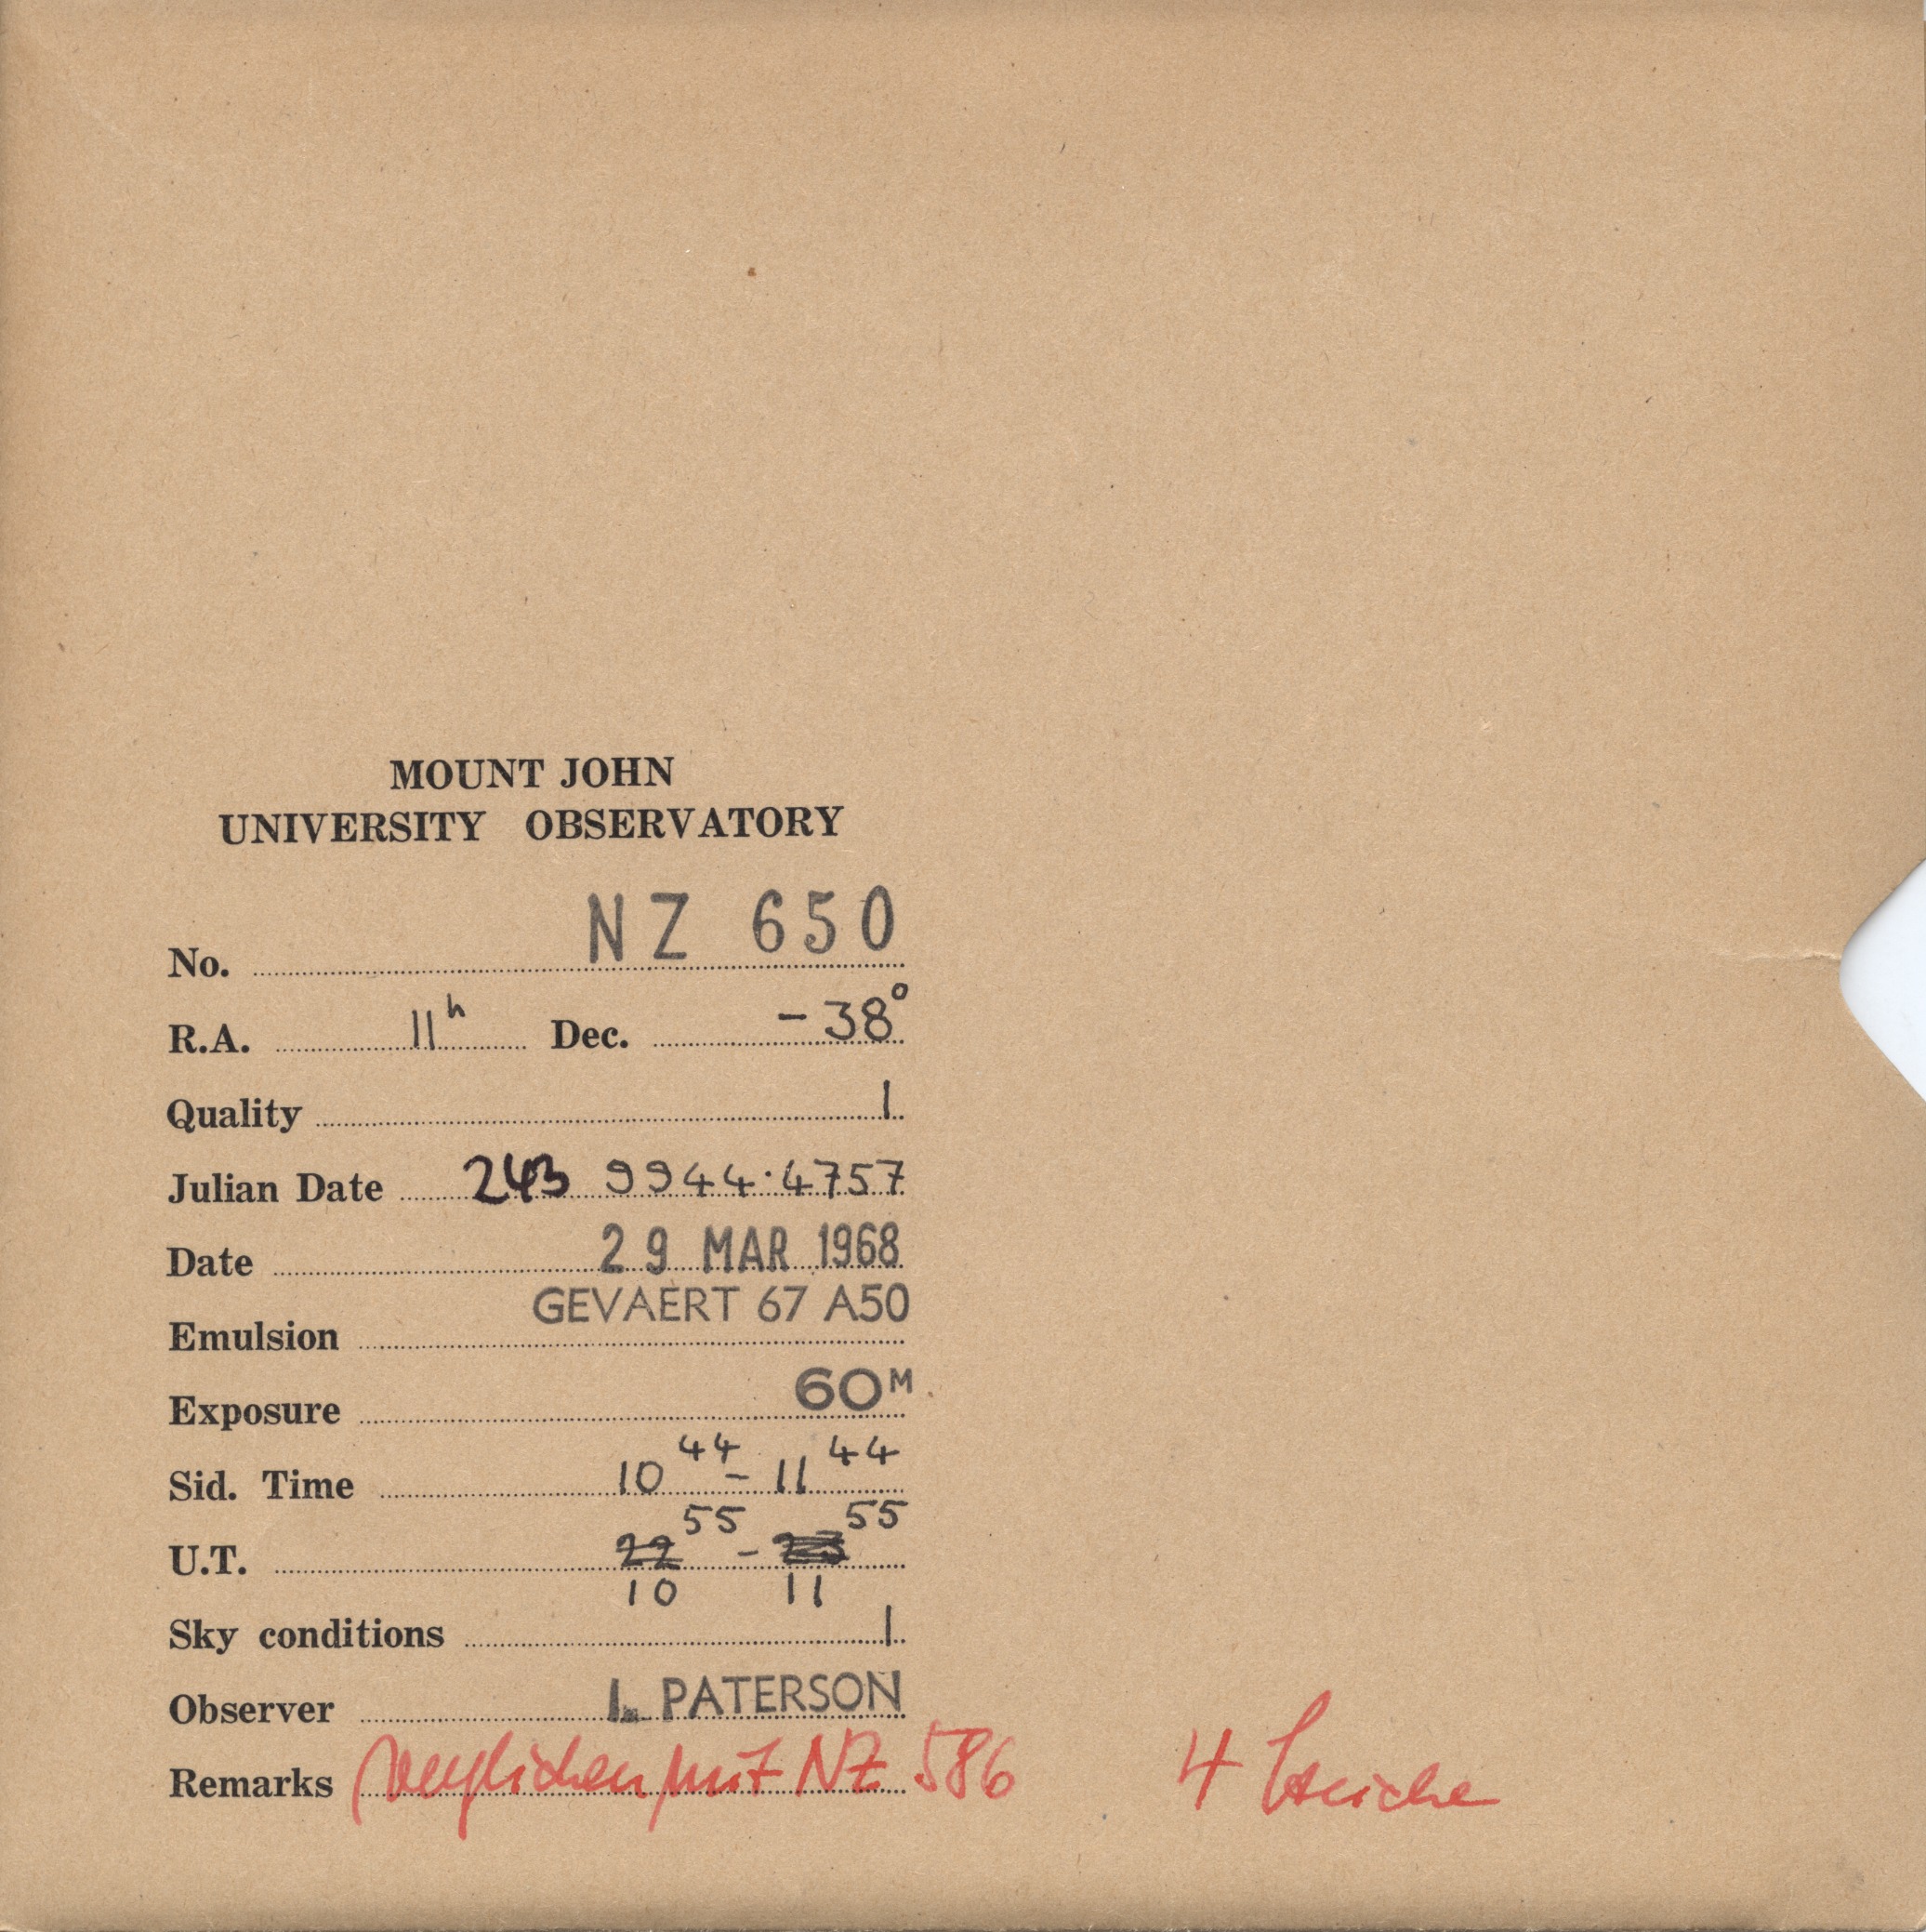 MOUNT JOHN
UNIVERSITY OBSERVATORY
No. NZ 650
R.A. 11h Dec. -38°
Quality 1
Julian Date 243 9944.4757
Date 29 MAR 1968
Emulsion GEVAERT 67 A50
Exposure 60M
Sid. Time 10 44 - 11 44
U.T. 22 55 - 23 55
10 11
Sky conditions 1
Observer I. PATERSON
Remarks verglichen mit NZ 586 4 Striche